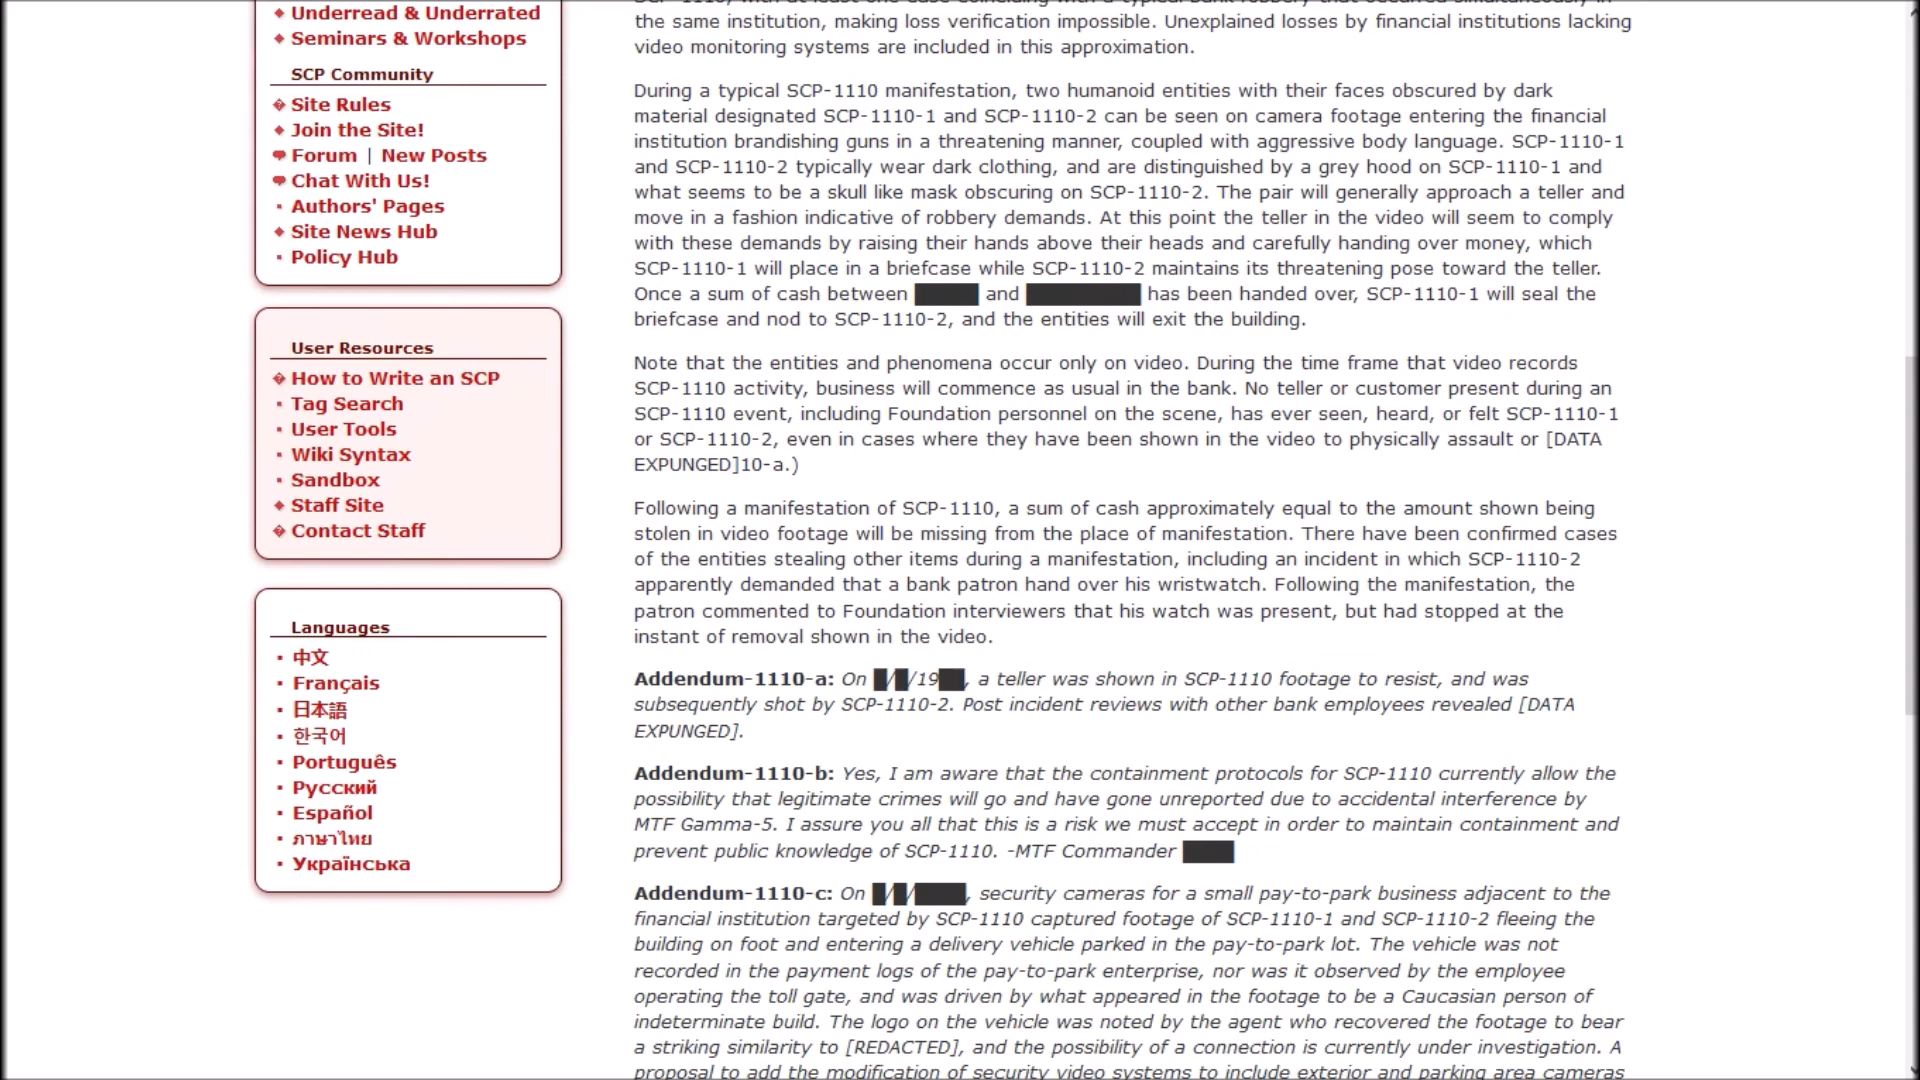 Underread & Underrated
Seminars & Workshops
SCP Community
Site Rules
Join the Site!
Forum | New Posts
Chat With Us!
Authors' Pages
Site News Hub
Policy Hub
User Resources
How to Write an SCP
Tag Search
User Tools
Wiki Syntax
Sandbox
Staff Site
Contact Staff
Languages
中文
Français
日本語
한국어
Português
Русский
Español
ภาษาไทย
Українська
the same institution, making loss verification impossible. Unexplained losses by financial institutions lacking
video monitoring systems are included in this approximation.
During a typical SCP-1110 manifestation, two humanoid entities with their faces obscured by dark
material designated SCP-1110-1 and SCP-1110-2 can be seen on camera footage entering the financial
institution brandishing guns in a threatening manner, coupled with aggressive body language. SCP-1110-1
and SCP-1110-2 typically wear dark clothing, and are distinguished by a grey hood on SCP-1110-1 and
what seems to be a skull like mask obscuring on SCP-1110-2. The pair will generally approach a teller and
move in a fashion indicative of robbery demands. At this point the teller in the video will seem to comply
with these demands by raising their hands above their heads and carefully handing over money, which
SCP-1110-1 will place in a briefcase while SCP-1110-2 maintains its threatening pose toward the teller.
Once a sum of cash between █████ and █████████ has been handed over, SCP-1110-1 will seal the
briefcase and nod to SCP-1110-2, and the entities will exit the building.
Note that the entities and phenomena occur only on video. During the time frame that video records
SCP-1110 activity, business will commence as usual in the bank. No teller or customer present during an
SCP-1110 event, including Foundation personnel on the scene, has ever seen, heard, or felt SCP-1110-1
or SCP-1110-2, even in cases where they have been shown in the video to physically assault or [DATA
EXPUNGED]10-a.)
Following a manifestation of SCP-1110, a sum of cash approximately equal to the amount shown being
stolen in video footage will be missing from the place of manifestation. There have been confirmed cases
of the entities stealing other items during a manifestation, including an incident in which SCP-1110-2
apparently demanded that a bank patron hand over his wristwatch. Following the manifestation, the
patron commented to Foundation interviewers that his watch was present, but had stopped at the
instant of removal shown in the video.
Addendum-1110-a: On █/█/19██, a teller was shown in SCP-1110 footage to resist, and was
subsequently shot by SCP-1110-2. Post incident reviews with other bank employees revealed [DATA
EXPUNGED].
Addendum-1110-b: Yes, I am aware that the containment protocols for SCP-1110 currently allow the
possibility that legitimate crimes will go and have gone unreported due to accidental interference by
MTF Gamma-5. I assure you all that this is a risk we must accept in order to maintain containment and
prevent public knowledge of SCP-1110. -MTF Commander ████
Addendum-1110-c: On █/█/████, security cameras for a small pay-to-park business adjacent to the
financial institution targeted by SCP-1110 captured footage of SCP-1110-1 and SCP-1110-2 fleeing the
building on foot and entering a delivery vehicle parked in the pay-to-park lot. The vehicle was not
recorded in the payment logs of the pay-to-park enterprise, nor was it observed by the employee
operating the toll gate, and was driven by what appeared in the footage to be a Caucasian person of
indeterminate build. The logo on the vehicle was noted by the agent who recovered the footage to bear
a striking similarity to [REDACTED], and the possibility of a connection is currently under investigation. A
proposal to add the modification of security video systems to include exterior and parking area cameras